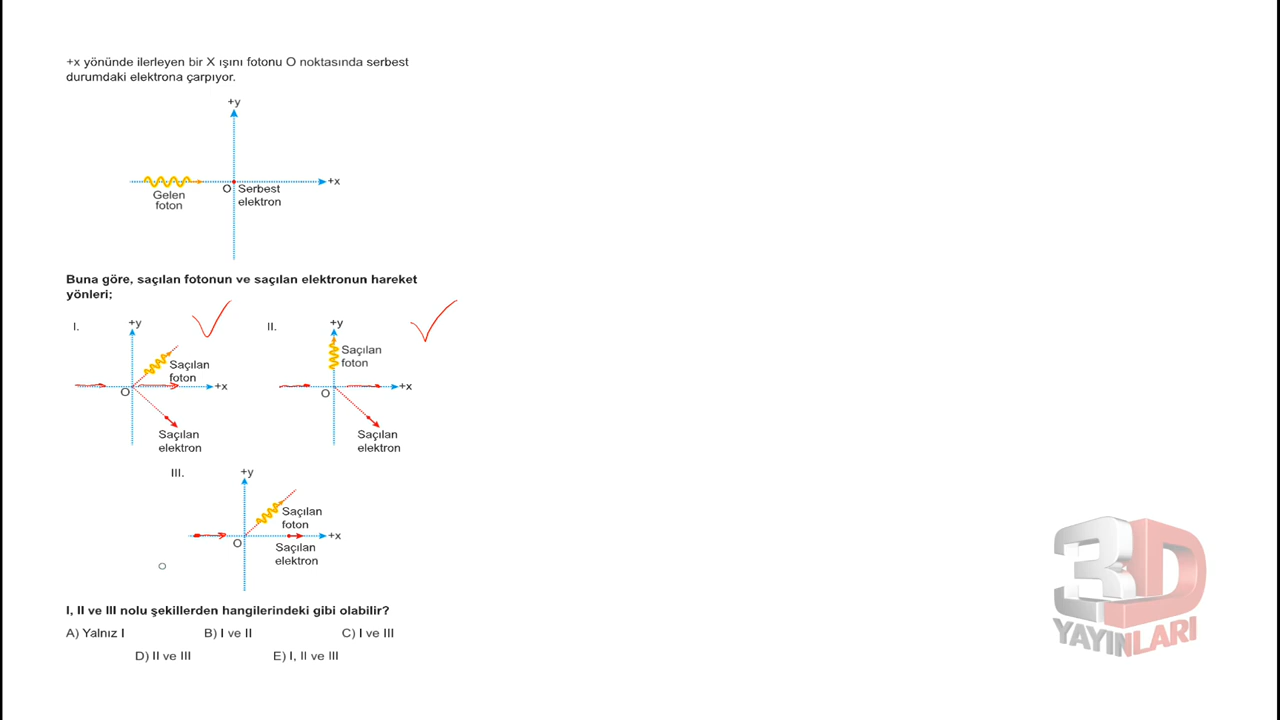 +x yönünde ilerleyen bir X ışını fotonu O noktasında serbest
durumdaki elektrona çarpıyor.
+y
+x
O
Serbest
elektron
Gelen
foton
Buna göre, saçılan fotonun ve saçılan elektronun hareket
yönleri;
I.
+y
Saçılan
foton
+x
O
Saçılan
elektron
II.
+y
Saçılan
foton
+x
O
Saçılan
elektron
III.
+y
Saçılan
foton
+x
O
Saçılan
elektron
I, II ve III nolu şekillerden hangilerindeki gibi olabilir?
A) Yalnız I B) I ve II C) I ve III
D) II ve III E) I, II ve III
3D
YAYINLARI